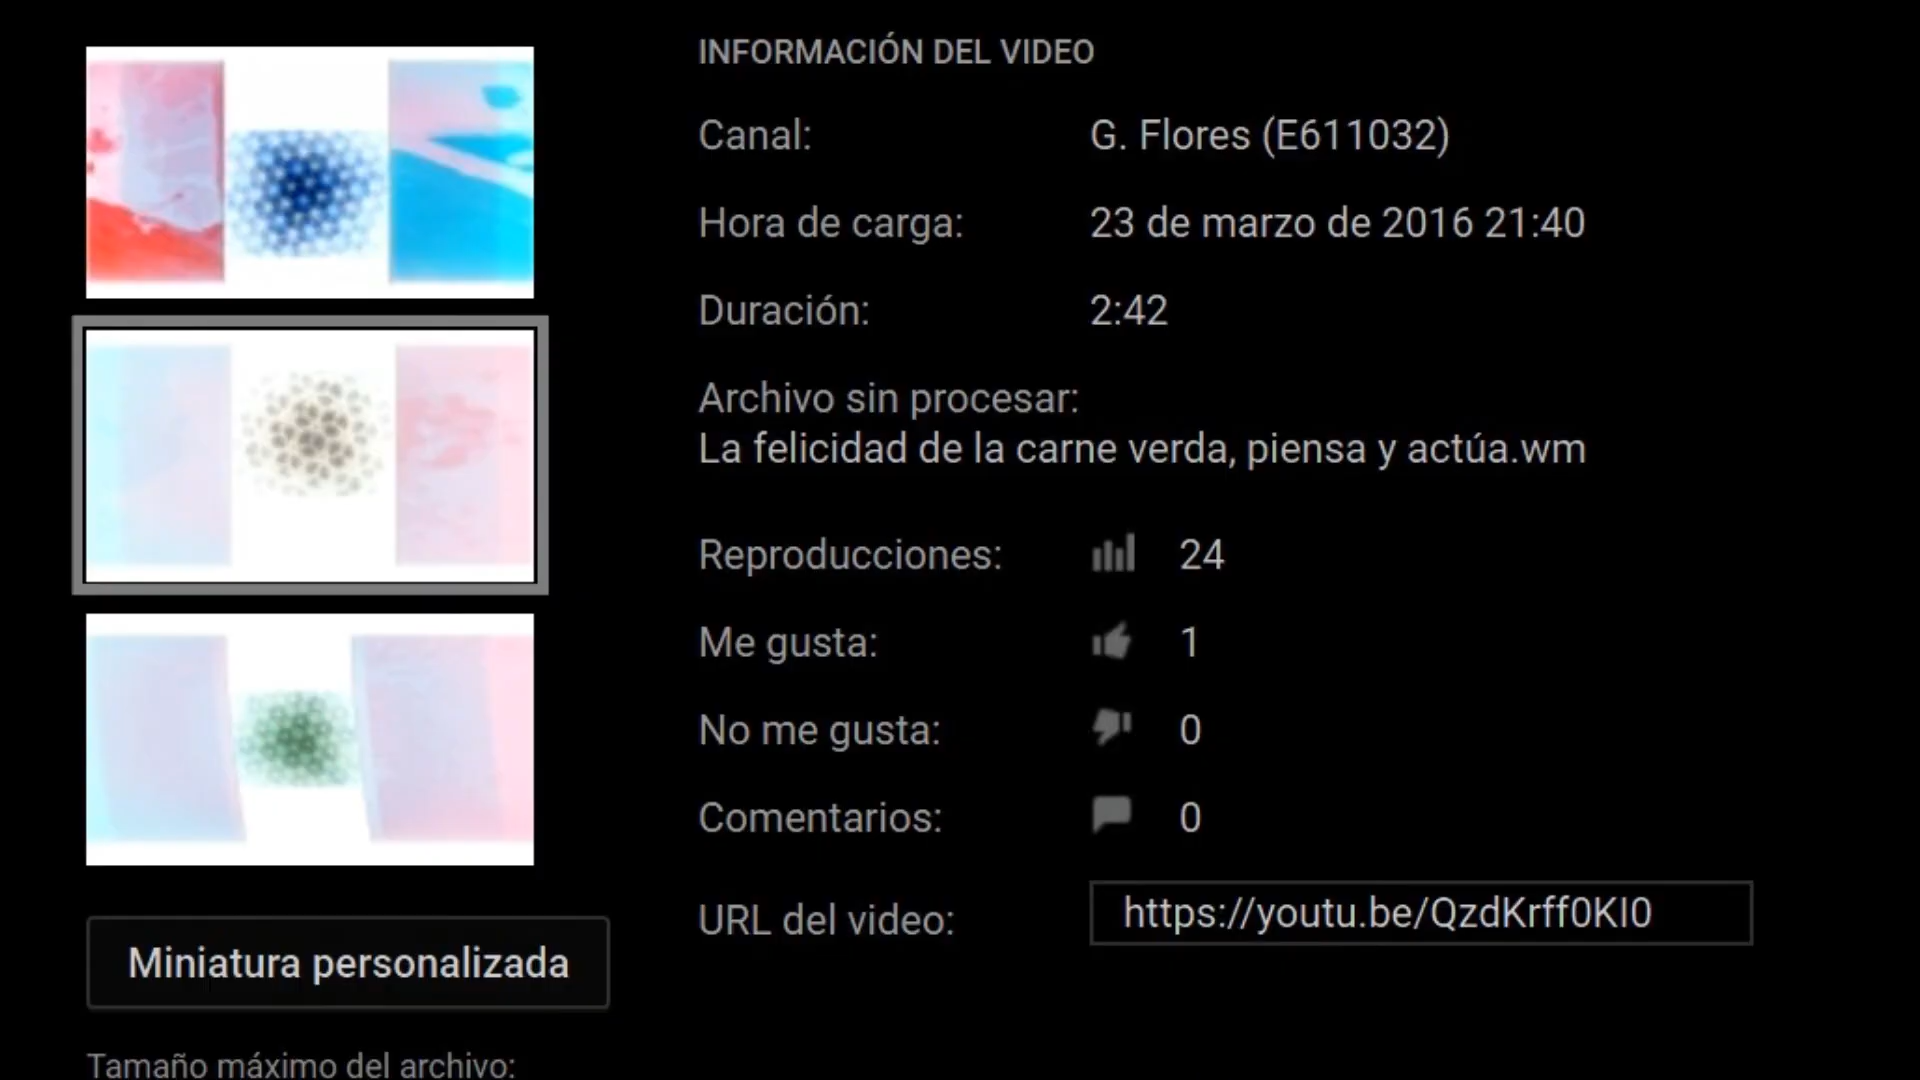 INFORMACIÓN DEL VIDEO
Canal: G. Flores (E611032)
Hora de carga: 23 de marzo de 2016 21:40
Duración: 2:42
Archivo sin procesar:
La felicidad de la carne verda, piensa y actúa.wm
Reproducciones: 24
Me gusta: 1
No me gusta: 0
Comentarios: 0
URL del video: https://youtu.be/QzdKrff0KI0
Miniatura personalizada
Tamaño máximo del archivo: